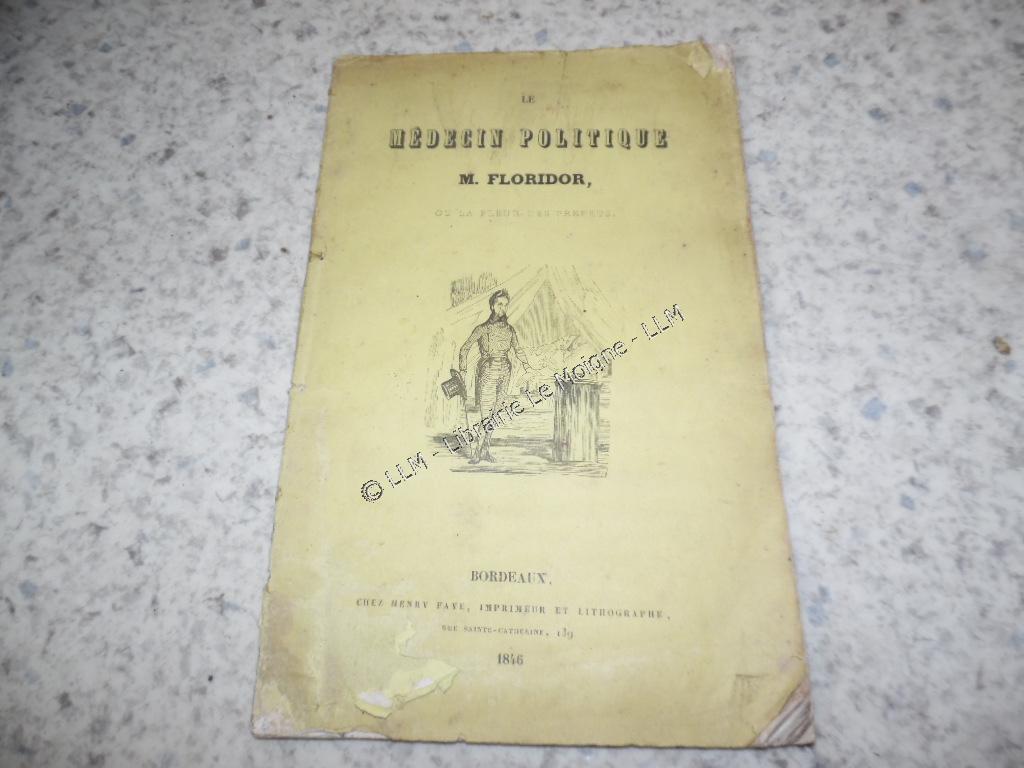 LE
MÉDECIN POLITIQUE
M. FLORIDOR,
OU LA FLEUR DES PRÉFETS.
© LLM - Librairie Le Moigne - LLM
BORDEAUX,
CHEZ HENRY FAYE, IMPRIMEUR ET LITHOGRAPHE,
RUE SAINTE-CATHERINE, 139
1846